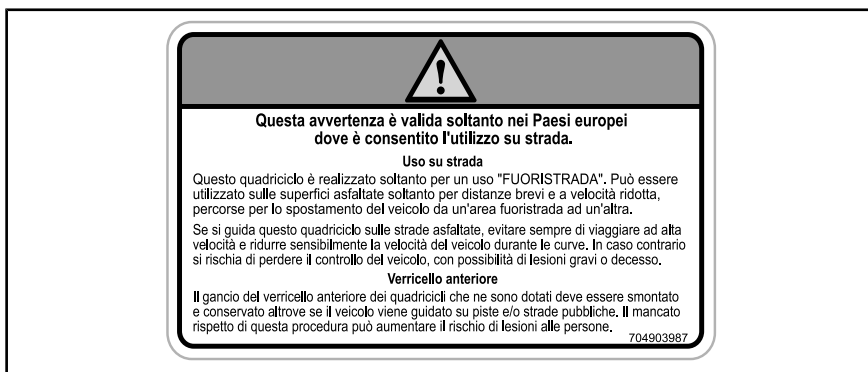 Questa avvertenza è valida soltanto nei Paesi europei
dove è consentito l'utilizzo su strada.
Uso su strada
Questo quadriciclo è realizzato soltanto per un uso "FUORISTRADA". Può essere
utilizzato sulle superfici asfaltate soltanto per distanze brevi e a velocità ridotta,
percorse per lo spostamento del veicolo da un'area fuoristrada ad un'altra.
Se si guida questo quadriciclo sulle strade asfaltate, evitare sempre di viaggiare ad alta
velocità e ridurre sensibilmente la velocità del veicolo durante le curve. In caso contrario
si rischia di perdere il controllo del veicolo, con possibilità di lesioni gravi o decesso.
Verricello anteriore
Il gancio del verricello anteriore dei quadricicli che ne sono dotati deve essere smontato
e conservato altrove se il veicolo viene guidato su piste e/o strade pubbliche. Il mancato
rispetto di questa procedura può aumentare il rischio di lesioni alle persone.
704903987